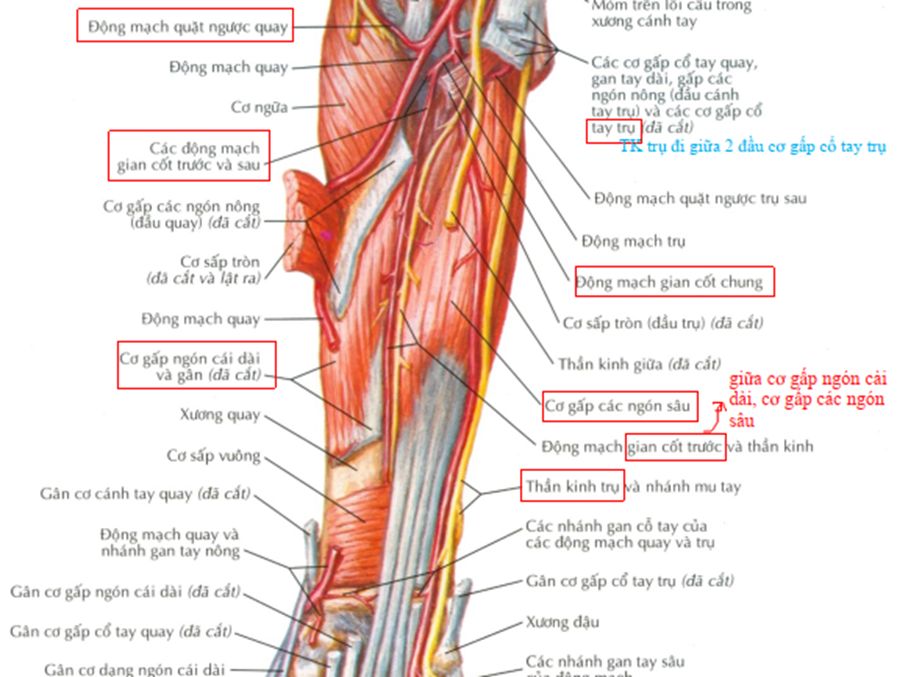 Động mạch quặt ngược quay
Động mạch quay
Cơ ngửa
Các động mạch
gian cốt trước và sau
Cơ gấp các ngón nông
(đầu quay) (đã cắt)
Cơ sấp tròn
(đã cắt và lật ra)
Động mạch quay
Cơ gấp ngón cái dài
và gân (đã cắt)
Xương quay
Cơ sấp vuông
Gân cơ cánh tay quay (đã cắt)
Động mạch quay và
nhánh gan tay nông
Gân cơ gấp ngón cái dài (đã cắt)
Gân cơ gấp cổ tay quay (đã cắt)
Gân cơ dạng ngón cái dài
Mỏm trên lồi cầu trong
xương cánh tay
Các cơ gấp cổ tay quay,
gan tay dài, gấp các
ngón nông (đầu cánh
tay trụ) và các cơ gấp cổ
tay trụ (đã cắt)
TK trụ đi giữa 2 đầu cơ gấp cổ tay trụ
Động mạch quặt ngược trụ sau
Động mạch trụ
Động mạch gian cốt chung
Cơ sấp tròn (đầu trụ) (đã cắt)
Thần kinh giữa (đã cắt)
Cơ gấp các ngón sâu
giữa cơ gấp ngón cái
dài, cơ gấp các ngón
sâu
Động mạch gian cốt trước và thần kinh
Thần kinh trụ và nhánh mu tay
Các nhánh gan cổ tay của
các động mạch quay và trụ
Gân cơ gấp cổ tay trụ (đã cắt)
Xương đậu
Các nhánh gan tay sâu
của động mạch